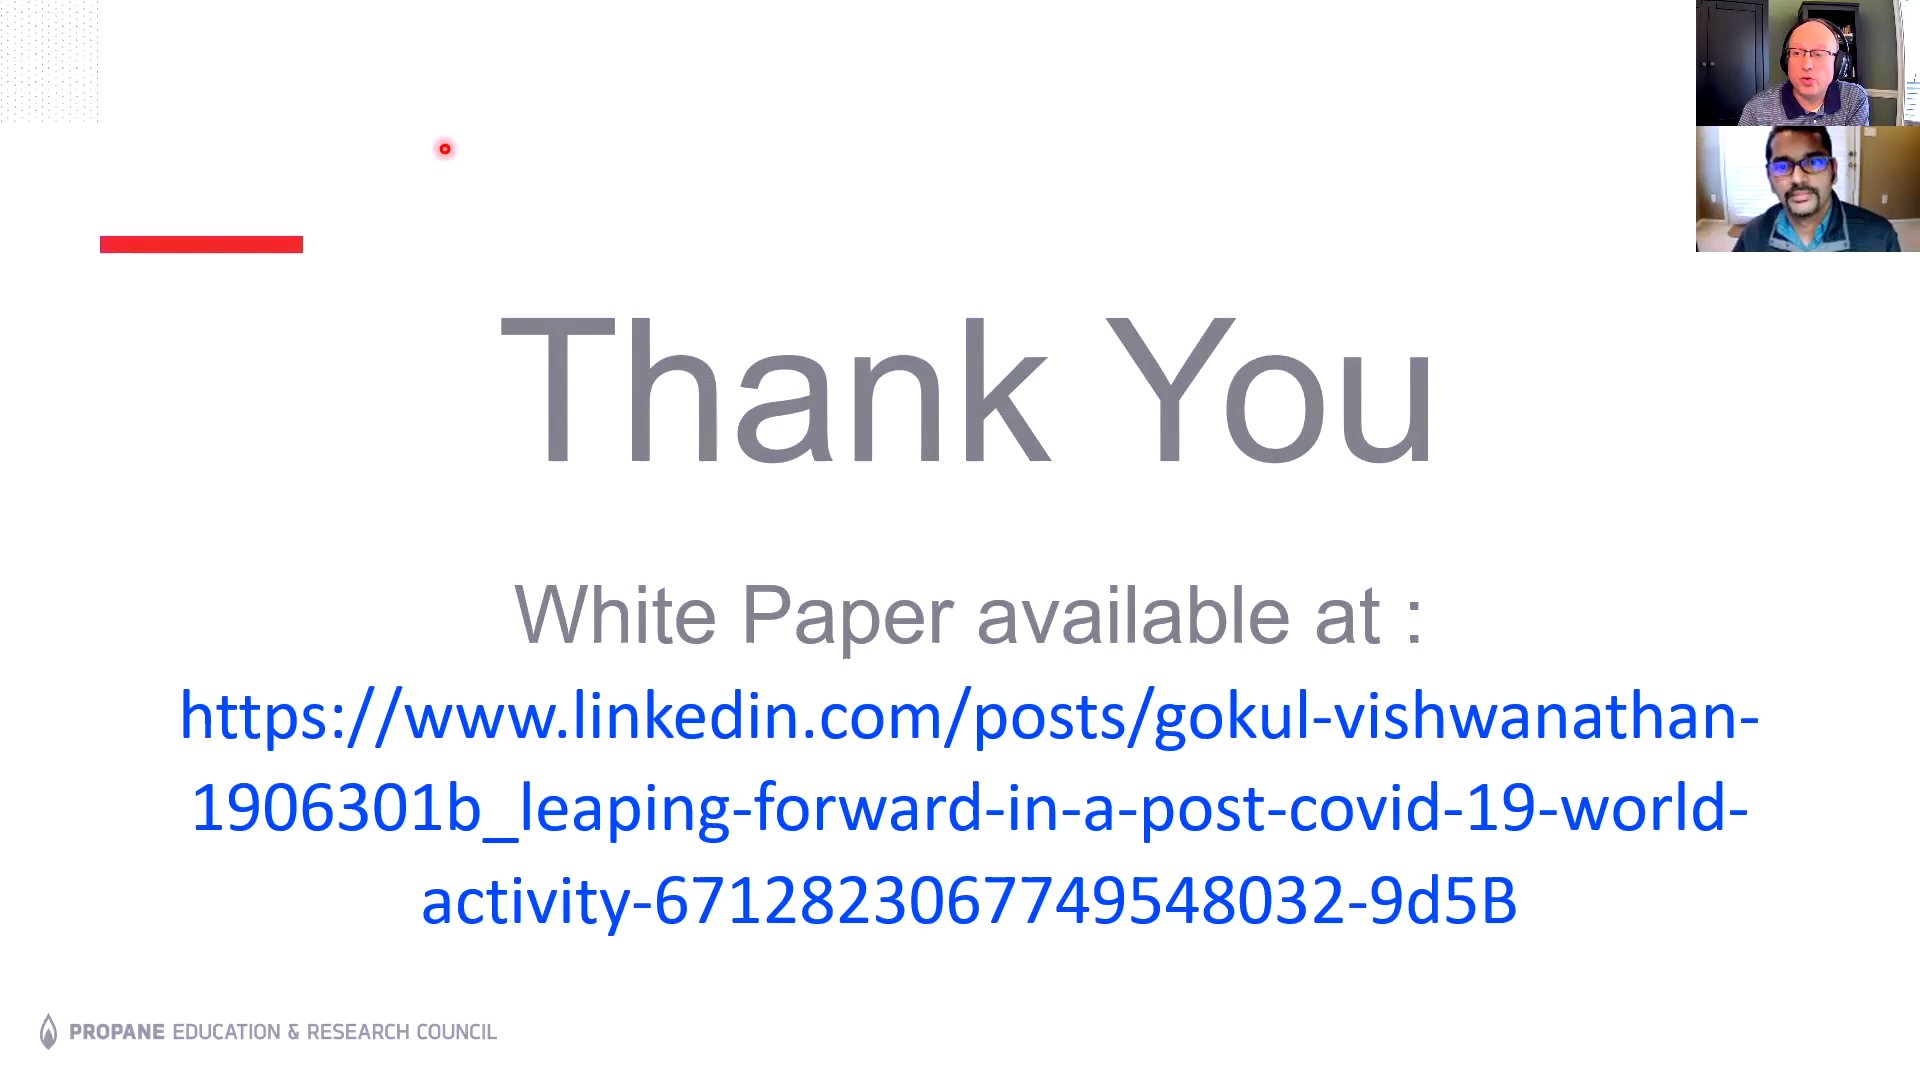 Thank You
White Paper available at :
https://www.linkedin.com/posts/gokul-vishwanathan-
1906301b_leaping-forward-in-a-post-covid-19-world-
activity-6712823067749548032-9d5B
PROPANE EDUCATION & RESEARCH COUNCIL